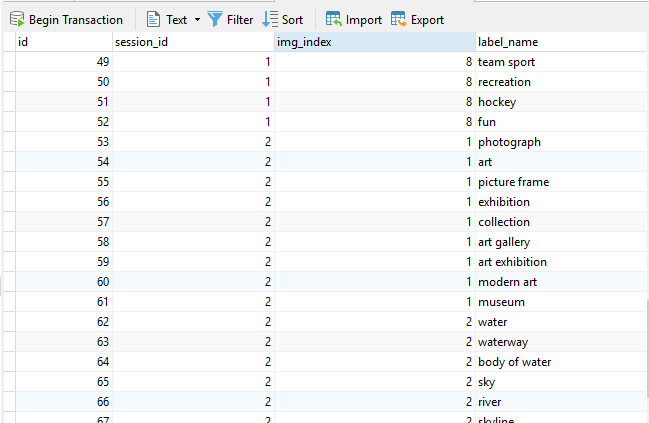 Begin Transaction Text Filter Sort Import Export
id session_id img_index label_name
49 1 8 team sport
50 1 8 recreation
51 1 8 hockey
52 1 8 fun
53 2 1 photograph
54 2 1 art
55 2 1 picture frame
56 2 1 exhibition
57 2 1 collection
58 2 1 art gallery
59 2 1 art exhibition
60 2 1 modern art
61 2 1 museum
62 2 2 water
63 2 2 waterway
64 2 2 body of water
65 2 2 sky
66 2 2 river
67 2 2 skyline